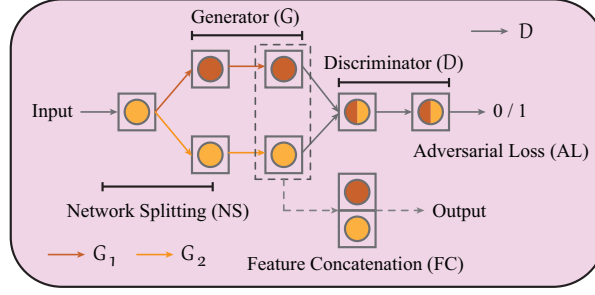 Generator (G)
D
Discriminator (D)
Input
0 / 1
Adversarial Loss (AL)
Network Splitting (NS)
Output
G1
G2
Feature Concatenation (FC)